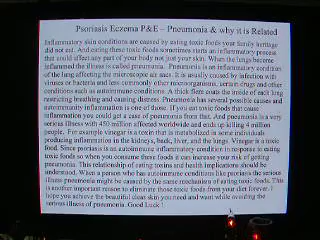 Psoriasis Eczema P&E – Pneumonia & why it is Related
Inflammatory skin conditions are caused by eating toxic foods your family heritage
did not eat. And eating these toxic foods sometimes starts an inflammatory process
that could affect any part of your body not just your skin. When the lungs become
inflammed the illness is called pneumonia. Pneumonia is an inflammatory condition
of the lung affecting the microscopic air sacs. It is usually caused by infection with
viruses or bacteria and less commonly other microorganisms, certain drugs and other
conditions such as autoimmune conditions. A thick fluid coats the inside of each lung
restricting breathing and causing distress. Pneumonia has several possible causes and
autoimmunity inflammation is one of those. If you eat toxic foods that cause
inflammation you could get a case of pneumonia from that. And pneumonia is a very
serious illness with 450 million affected worldwide and ends up killing 4 million
people. For example vinegar is a toxin that is metabolized in some individuals
producing inflammation in the kidneys, back, liver, and the lungs. Vinegar is a toxic
food. Since psoriasis is an autoimmune inflammatory condition in response to eating
toxic foods so when you consume these foods it can increase your risk of getting
pneumonia. This relationship of eating toxins and health implications should be
understood. When a person has autoimmune conditions like psoriasis the serious
illness pneumonia might be caused by the same mechanism of eating toxic foods. This
is another important reason to eliminate those toxic foods from your diet forever. I
hope you achieve the beautiful clean skin you need and want while avoiding the
serious illness of pneumonia. Good Luck !